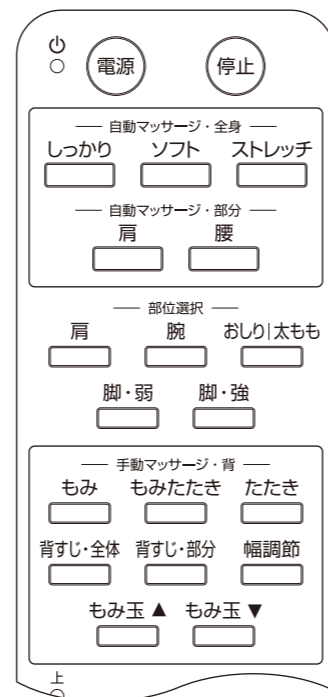 電源 停止
自動マッサージ・全身
しっかり ソフト ストレッチ
自動マッサージ・部分
肩 腰
部位選択
肩 腕 おしり|太もも
脚・弱 脚・強
手動マッサージ・背
もみ もみたたき たたき
背すじ・全体 背すじ・部分 幅調節
もみ玉 ▲ もみ玉 ▼
上